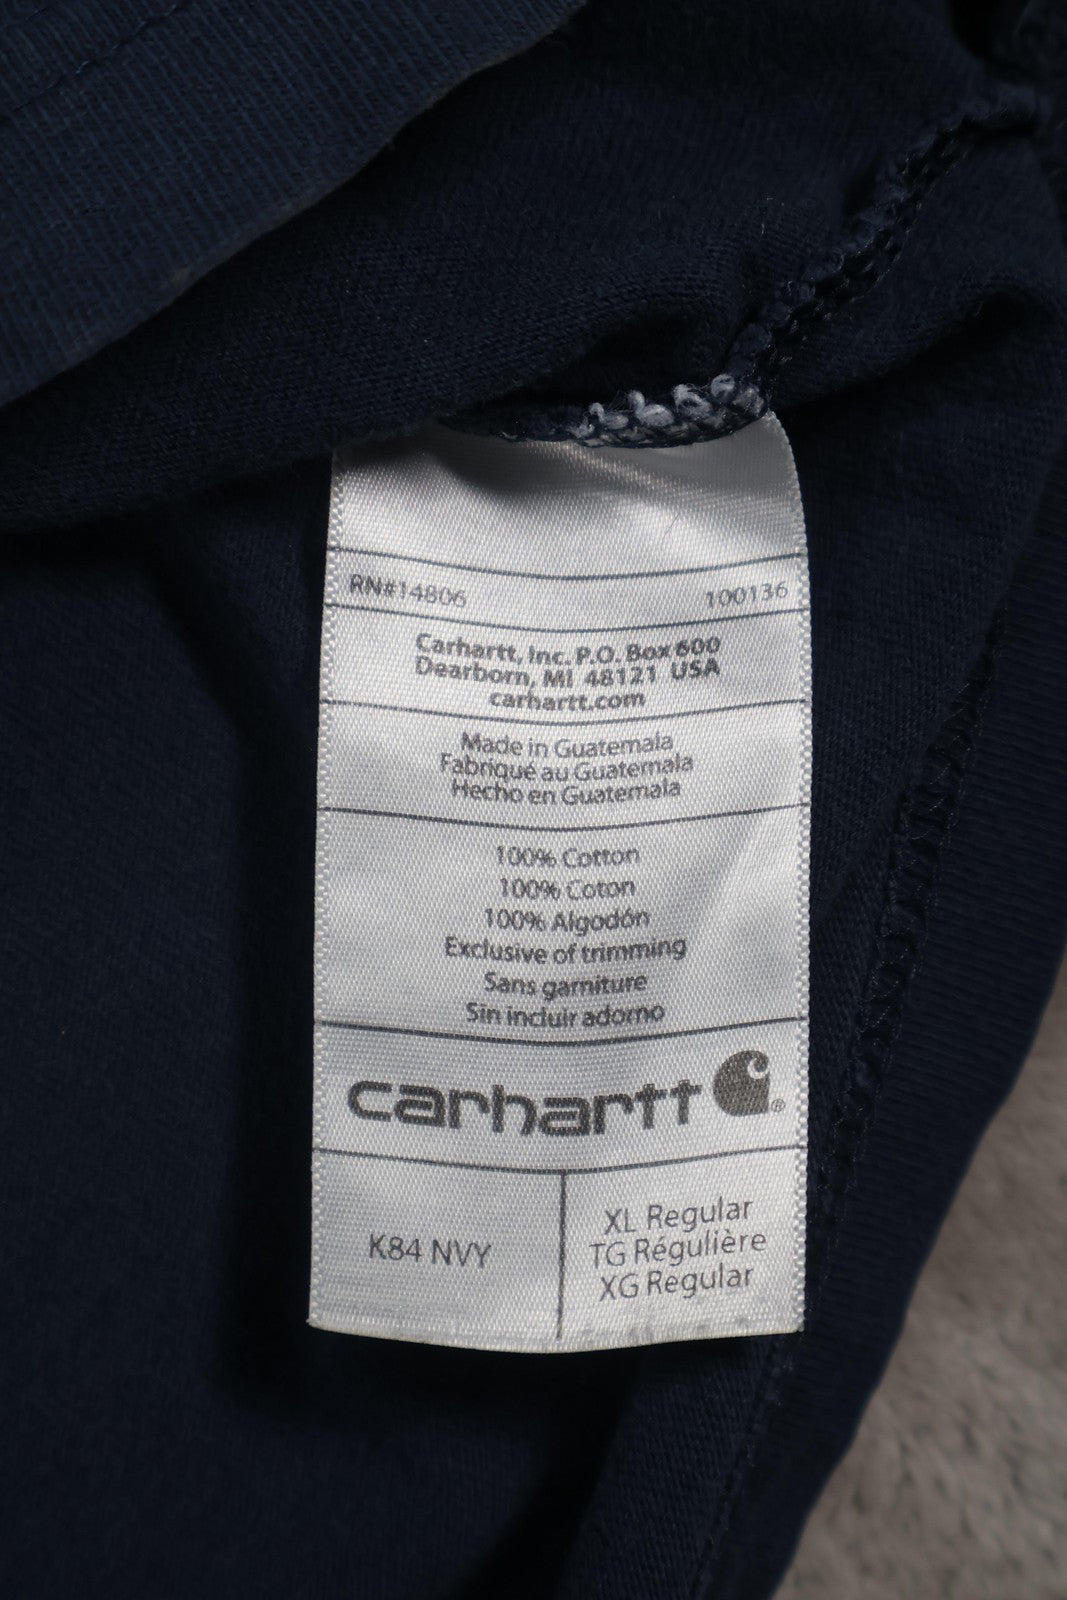 RN#14806 100136
Carhartt, Inc. P.O. Box 600
Dearborn, MI 48121 USA
carhartt.com
Made in Guatemala
Fabriqué au Guatemala
Hecho en Guatemala
100% Cotton
100% Coton
100% Algodón
Exclusive of trimming
Sans garniture
Sin incluir adorno
carhartt ®
K84 NVY
XL Regular
TG Régulière
XG Regular